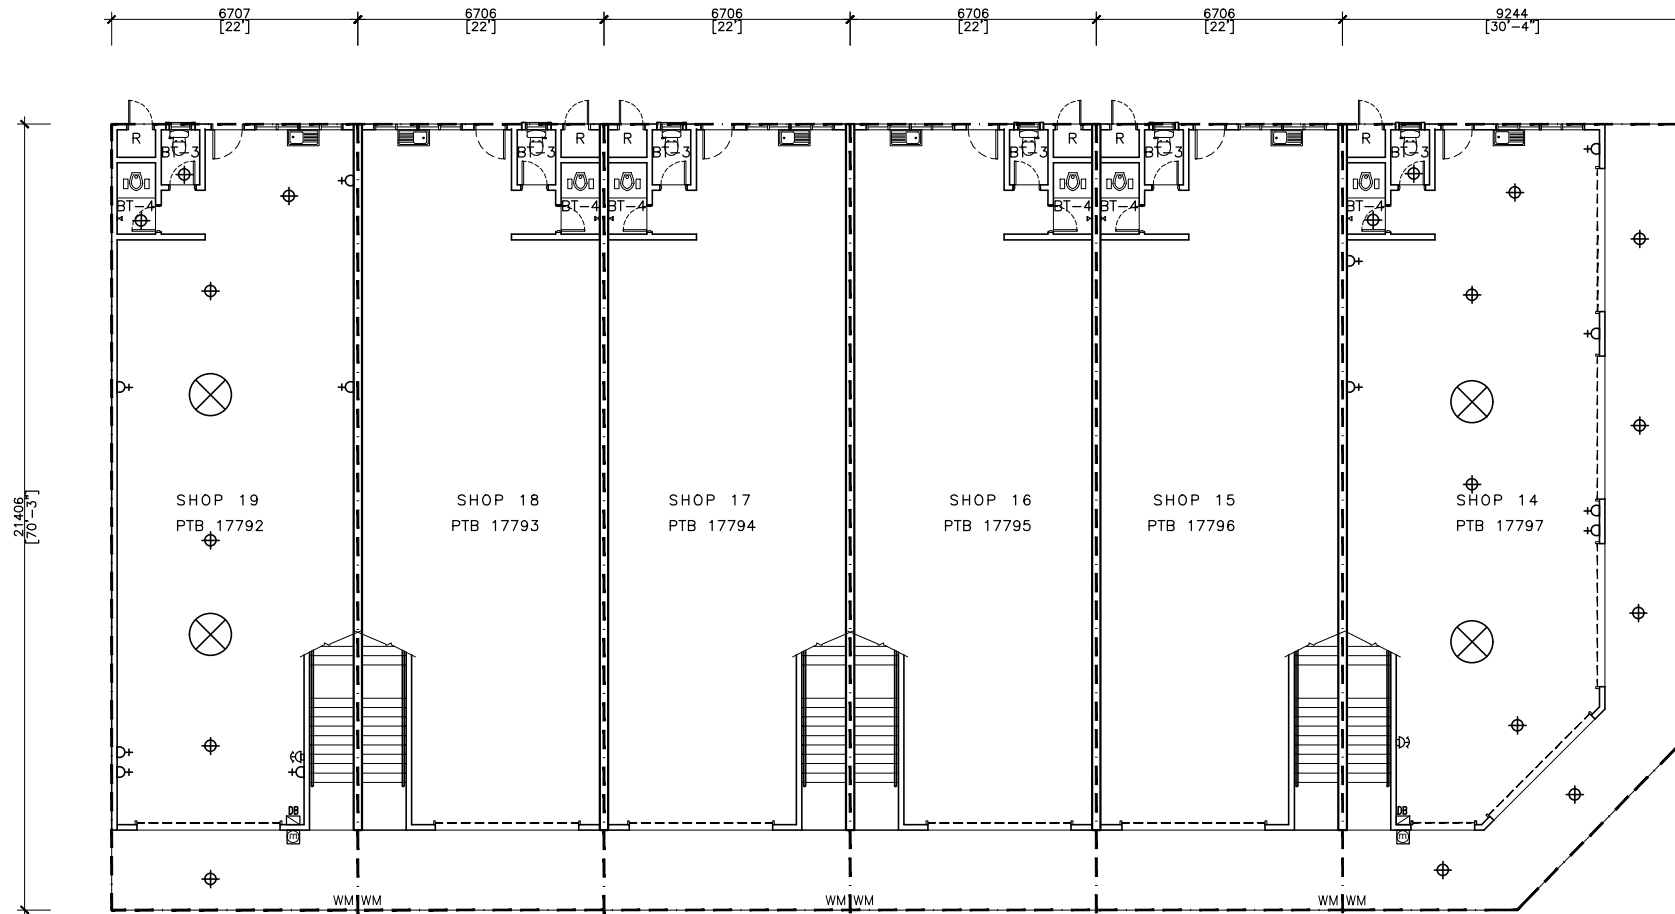 6707 6706 6706 6706 6706 9244
[22'] [22'] [22'] [22'] [22'] [30'-4"]
R R R R R R
BT-3 BT-3 BT-3 BT-3 BT-3 BT-3
BT-4 BT-4 BT-4 BT-4 BT-4 BT-4
21406
[70'-3"]
SHOP 19 SHOP 18 SHOP 17 SHOP 16 SHOP 15 SHOP 14
PTB 17792 PTB 17793 PTB 17794 PTB 17795 PTB 17796 PTB 17797
DB DB
WM WM WM WM WM WM